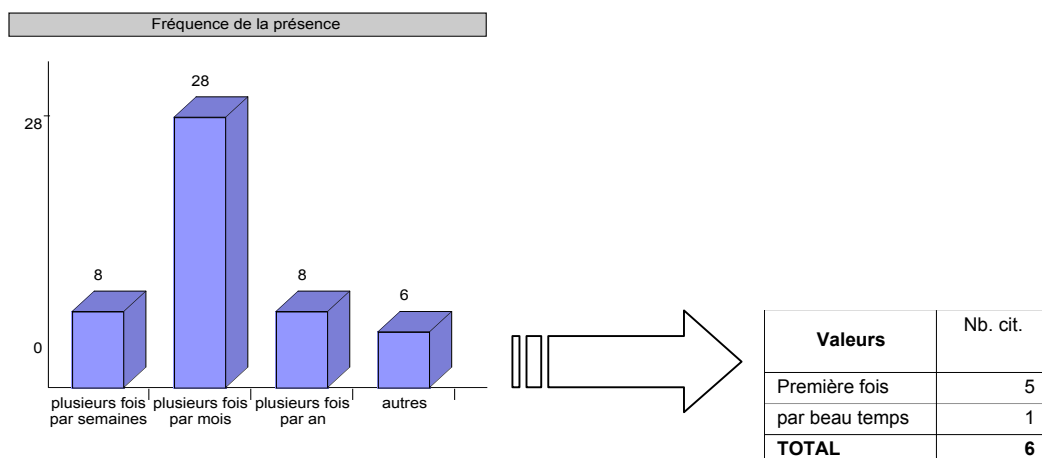 Fréquence de la présence
28
28
8
8
6
0
plusieurs fois
par semaines
plusieurs fois
par mois
plusieurs fois
par an
autres
Valeurs Nb. cit.
Première fois 5
par beau temps 1
TOTAL 6